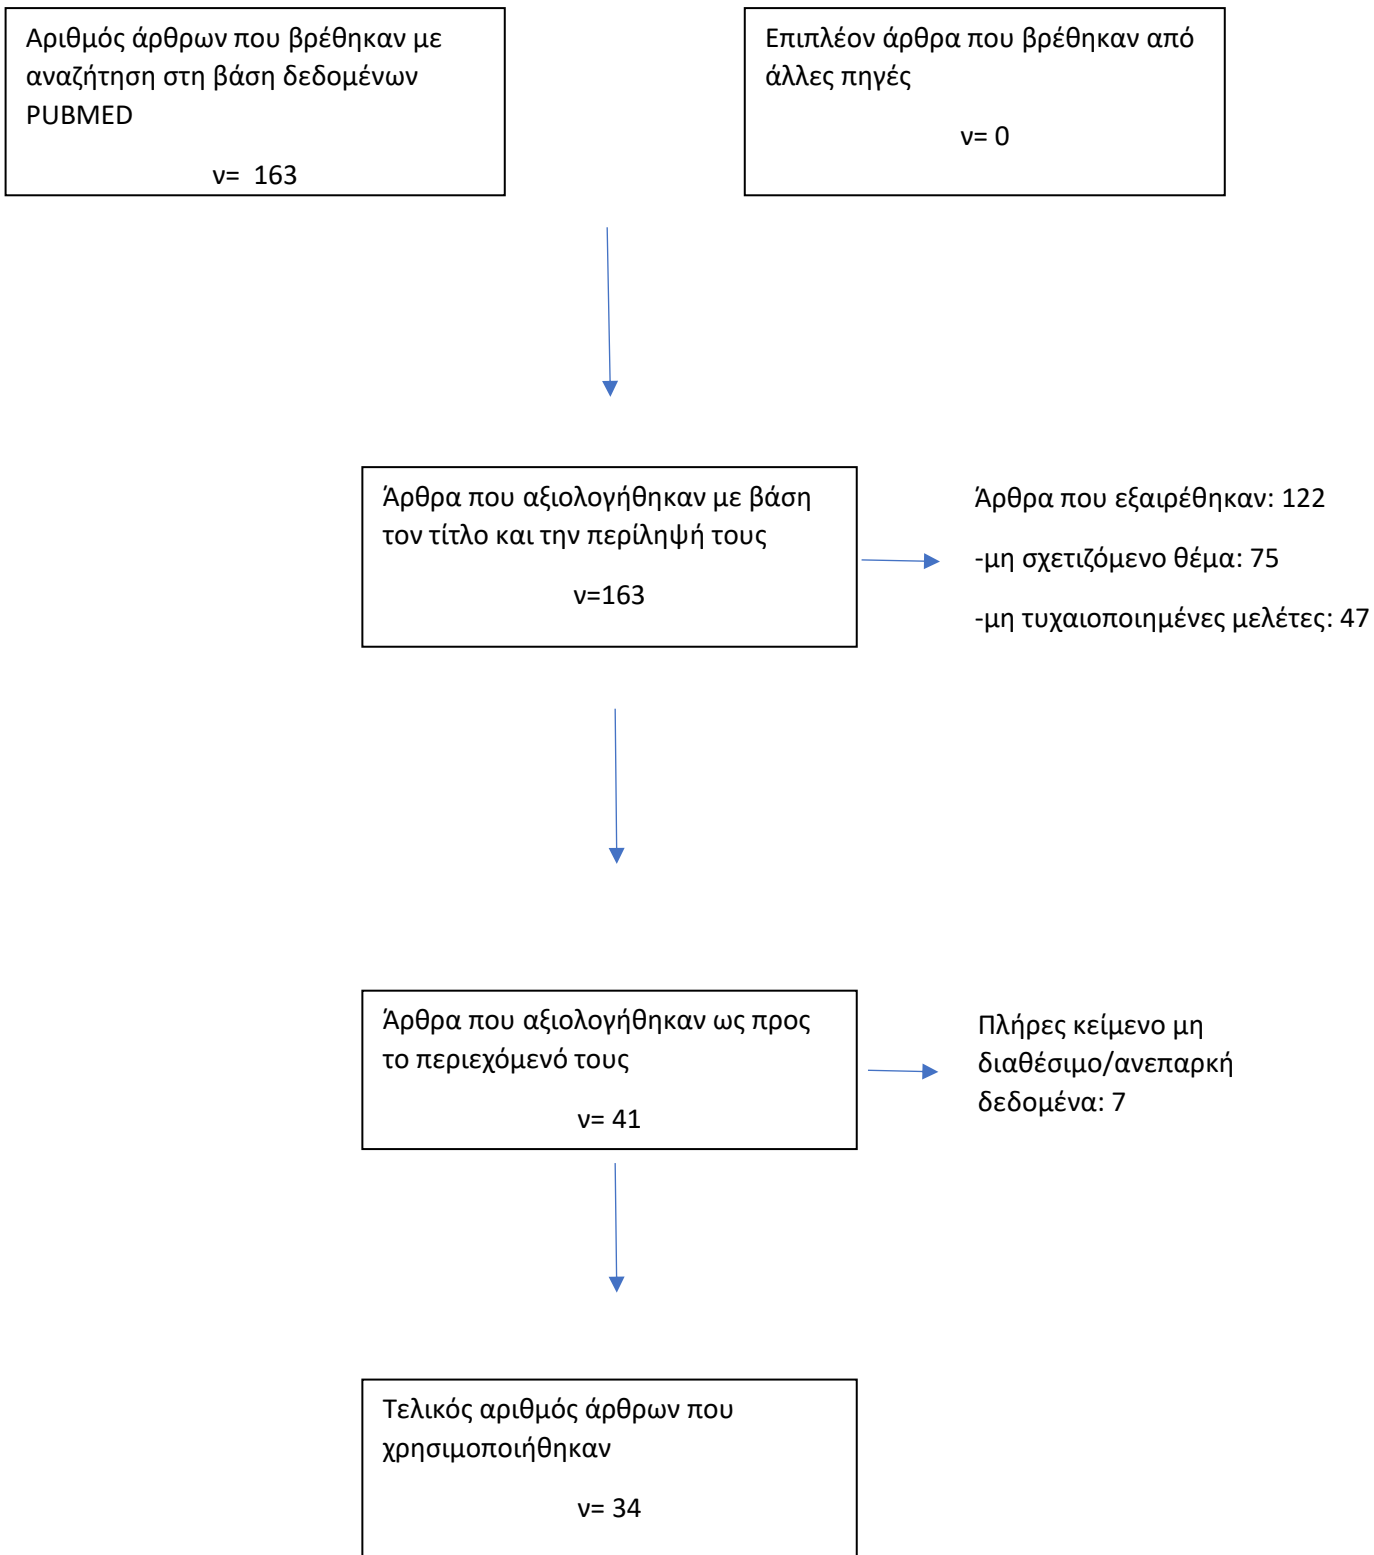 Αριθμός άρθρων που βρέθηκαν με
αναζήτηση στη βάση δεδομένων
PUBMED
ν= 163
Επιπλέον άρθρα που βρέθηκαν από
άλλες πηγές
ν= 0
Άρθρα που αξιολογήθηκαν με βάση
τον τίτλο και την περίληψή τους
ν=163
Άρθρα που εξαιρέθηκαν: 122
-μη σχετιζόμενο θέμα: 75
-μη τυχαιοποιημένες μελέτες: 47
Άρθρα που αξιολογήθηκαν ως προς
το περιεχόμενό τους
ν= 41
Πλήρες κείμενο μη
διαθέσιμο/ανεπαρκή
δεδομένα: 7
Τελικός αριθμός άρθρων που
χρησιμοποιήθηκαν
ν= 34